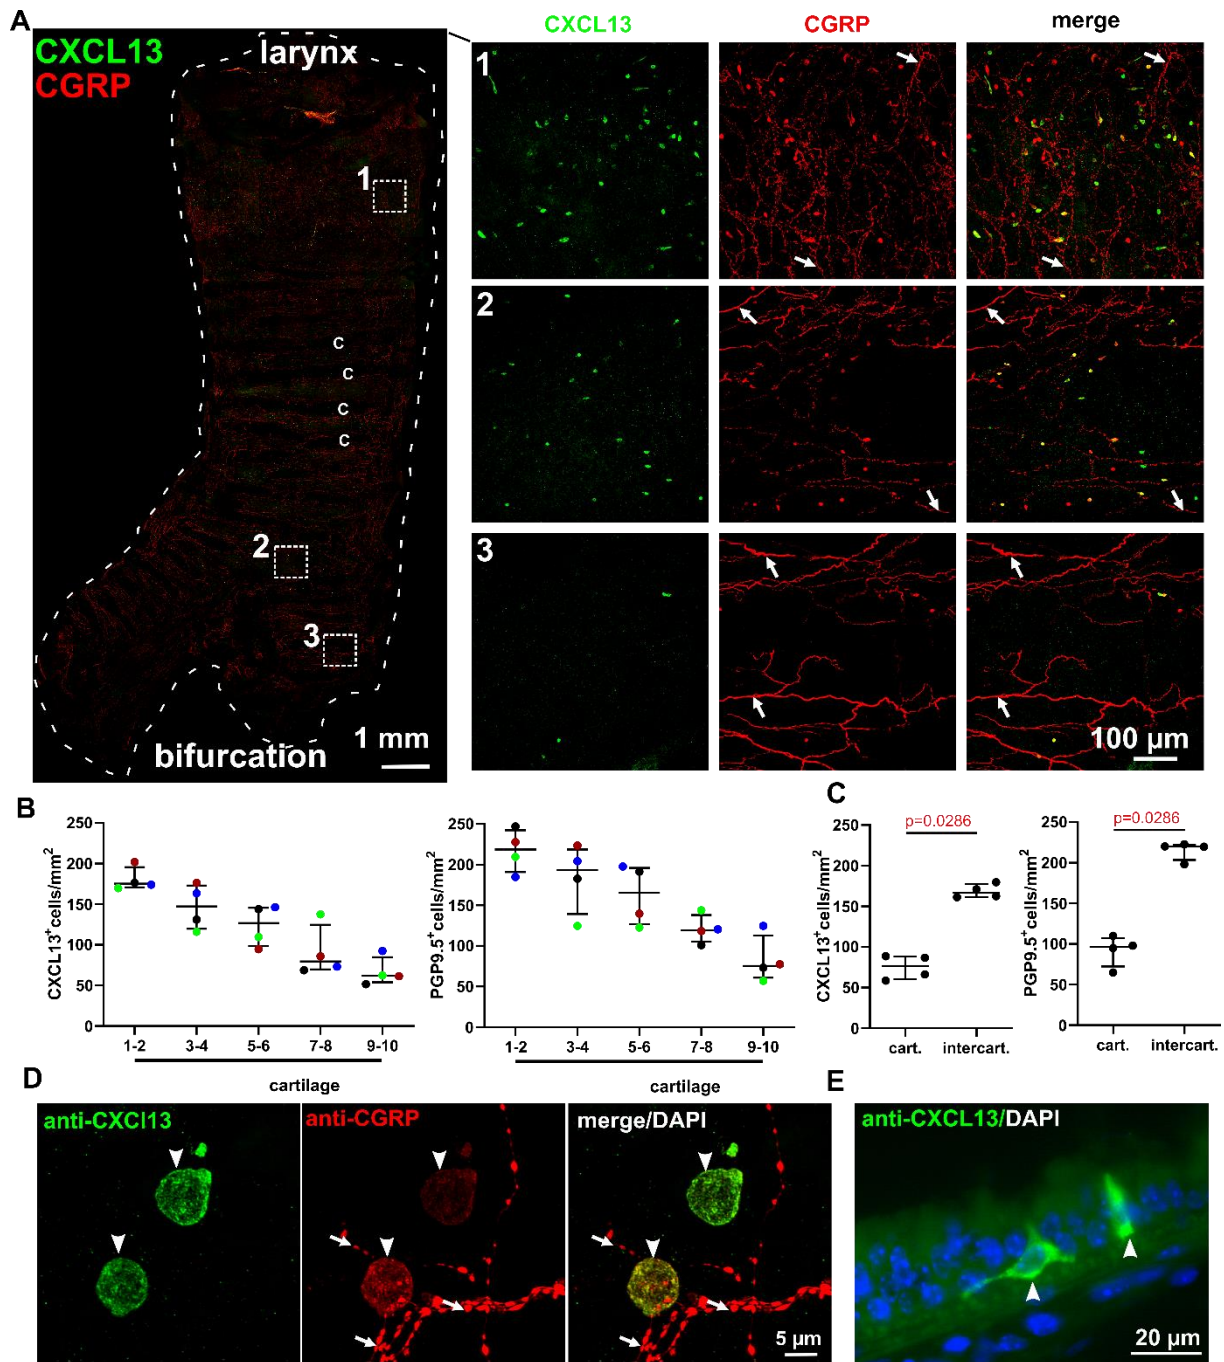 A
CXCL13
CGRP
larynx
1
C
C
C
C
2
3
bifurcation
1 mm
CXCL13
CGRP
merge
1
2
3
100 µm
B
CXCL13+cells/mm2
250
200
150
100
50
0
1-2
3-4
5-6
7-8
9-10
cartilage
PGP9.5+cells/mm2
250
200
150
100
50
0
1-2
3-4
5-6
7-8
9-10
cartilage
C
p=0.0286
CXCL13+cells/mm2
250
200
150
100
50
0
cart.
intercart.
p=0.0286
PGP9.5+cells/mm2
250
200
150
100
50
0
cart.
intercart.
D
anti-CXCl13
anti-CGRP
merge/DAPI
5 µm
E
anti-CXCL13/DAPI
20 µm